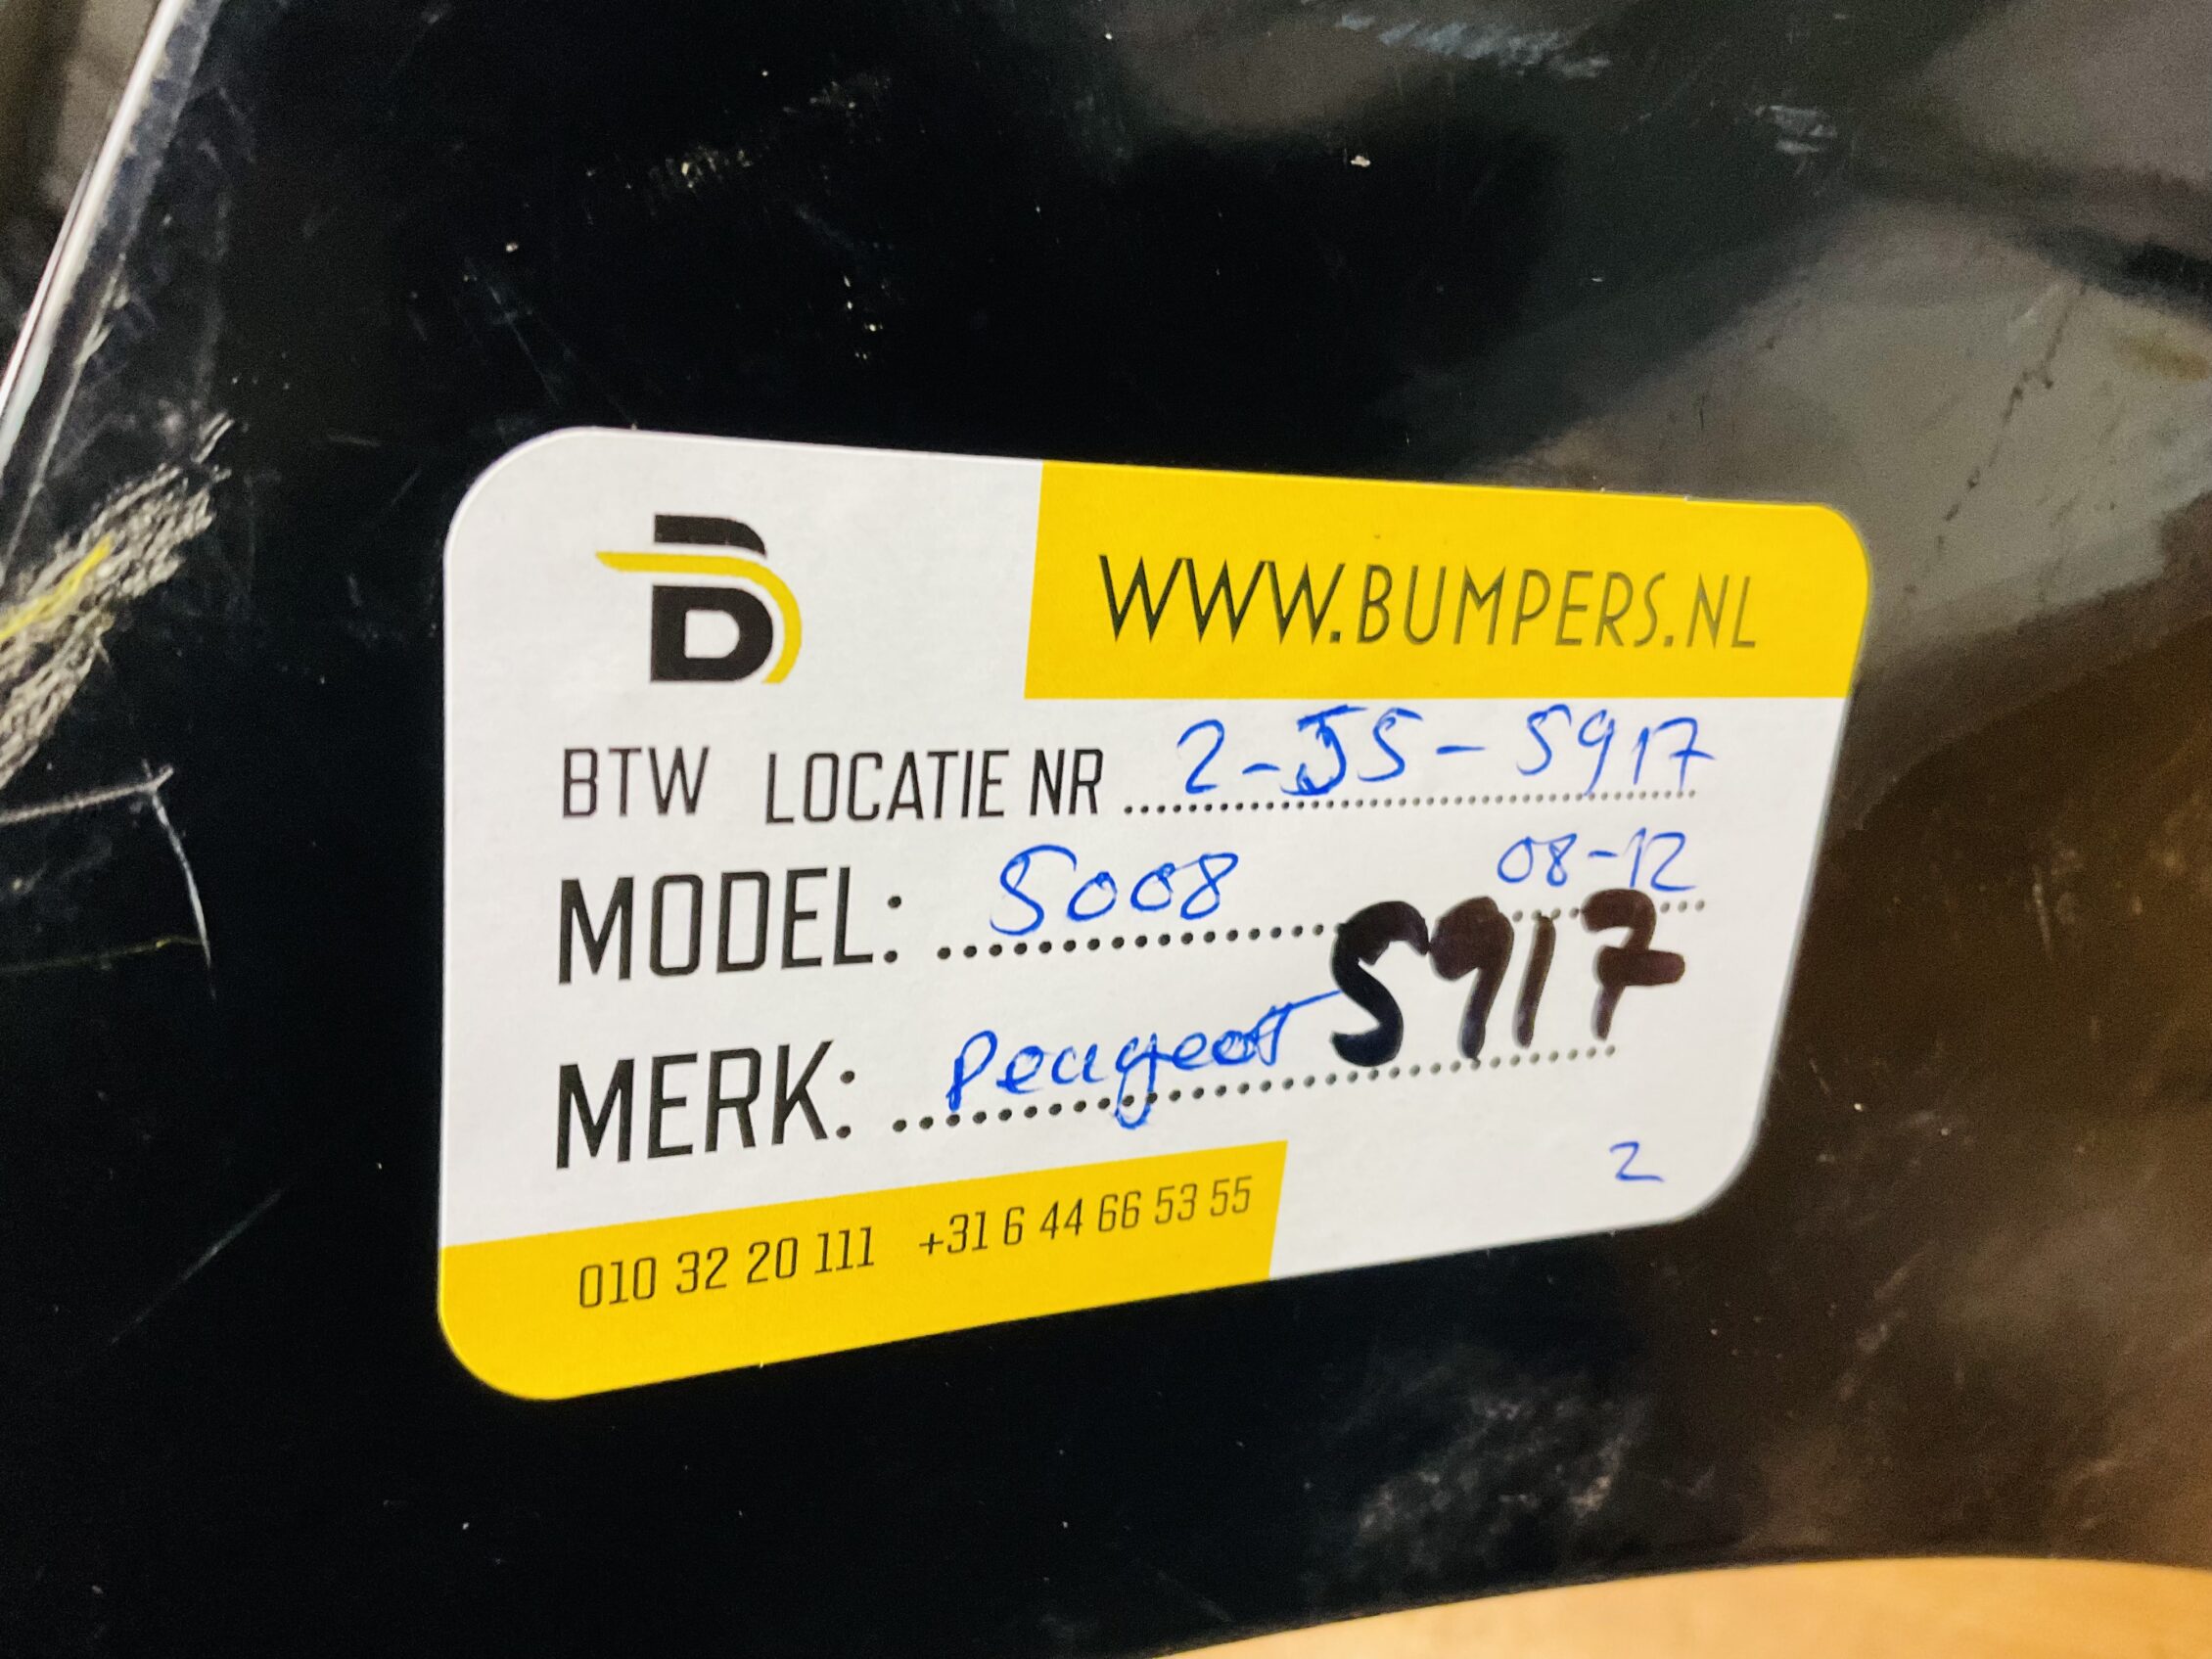 B
WWW.BUMPERS.NL
BTW LOCATIE NR 2-J5-5917
MODEL: 5008 08-12
MERK: Peugeot 5917
2
010 32 20 111 +31 6 44 66 53 55